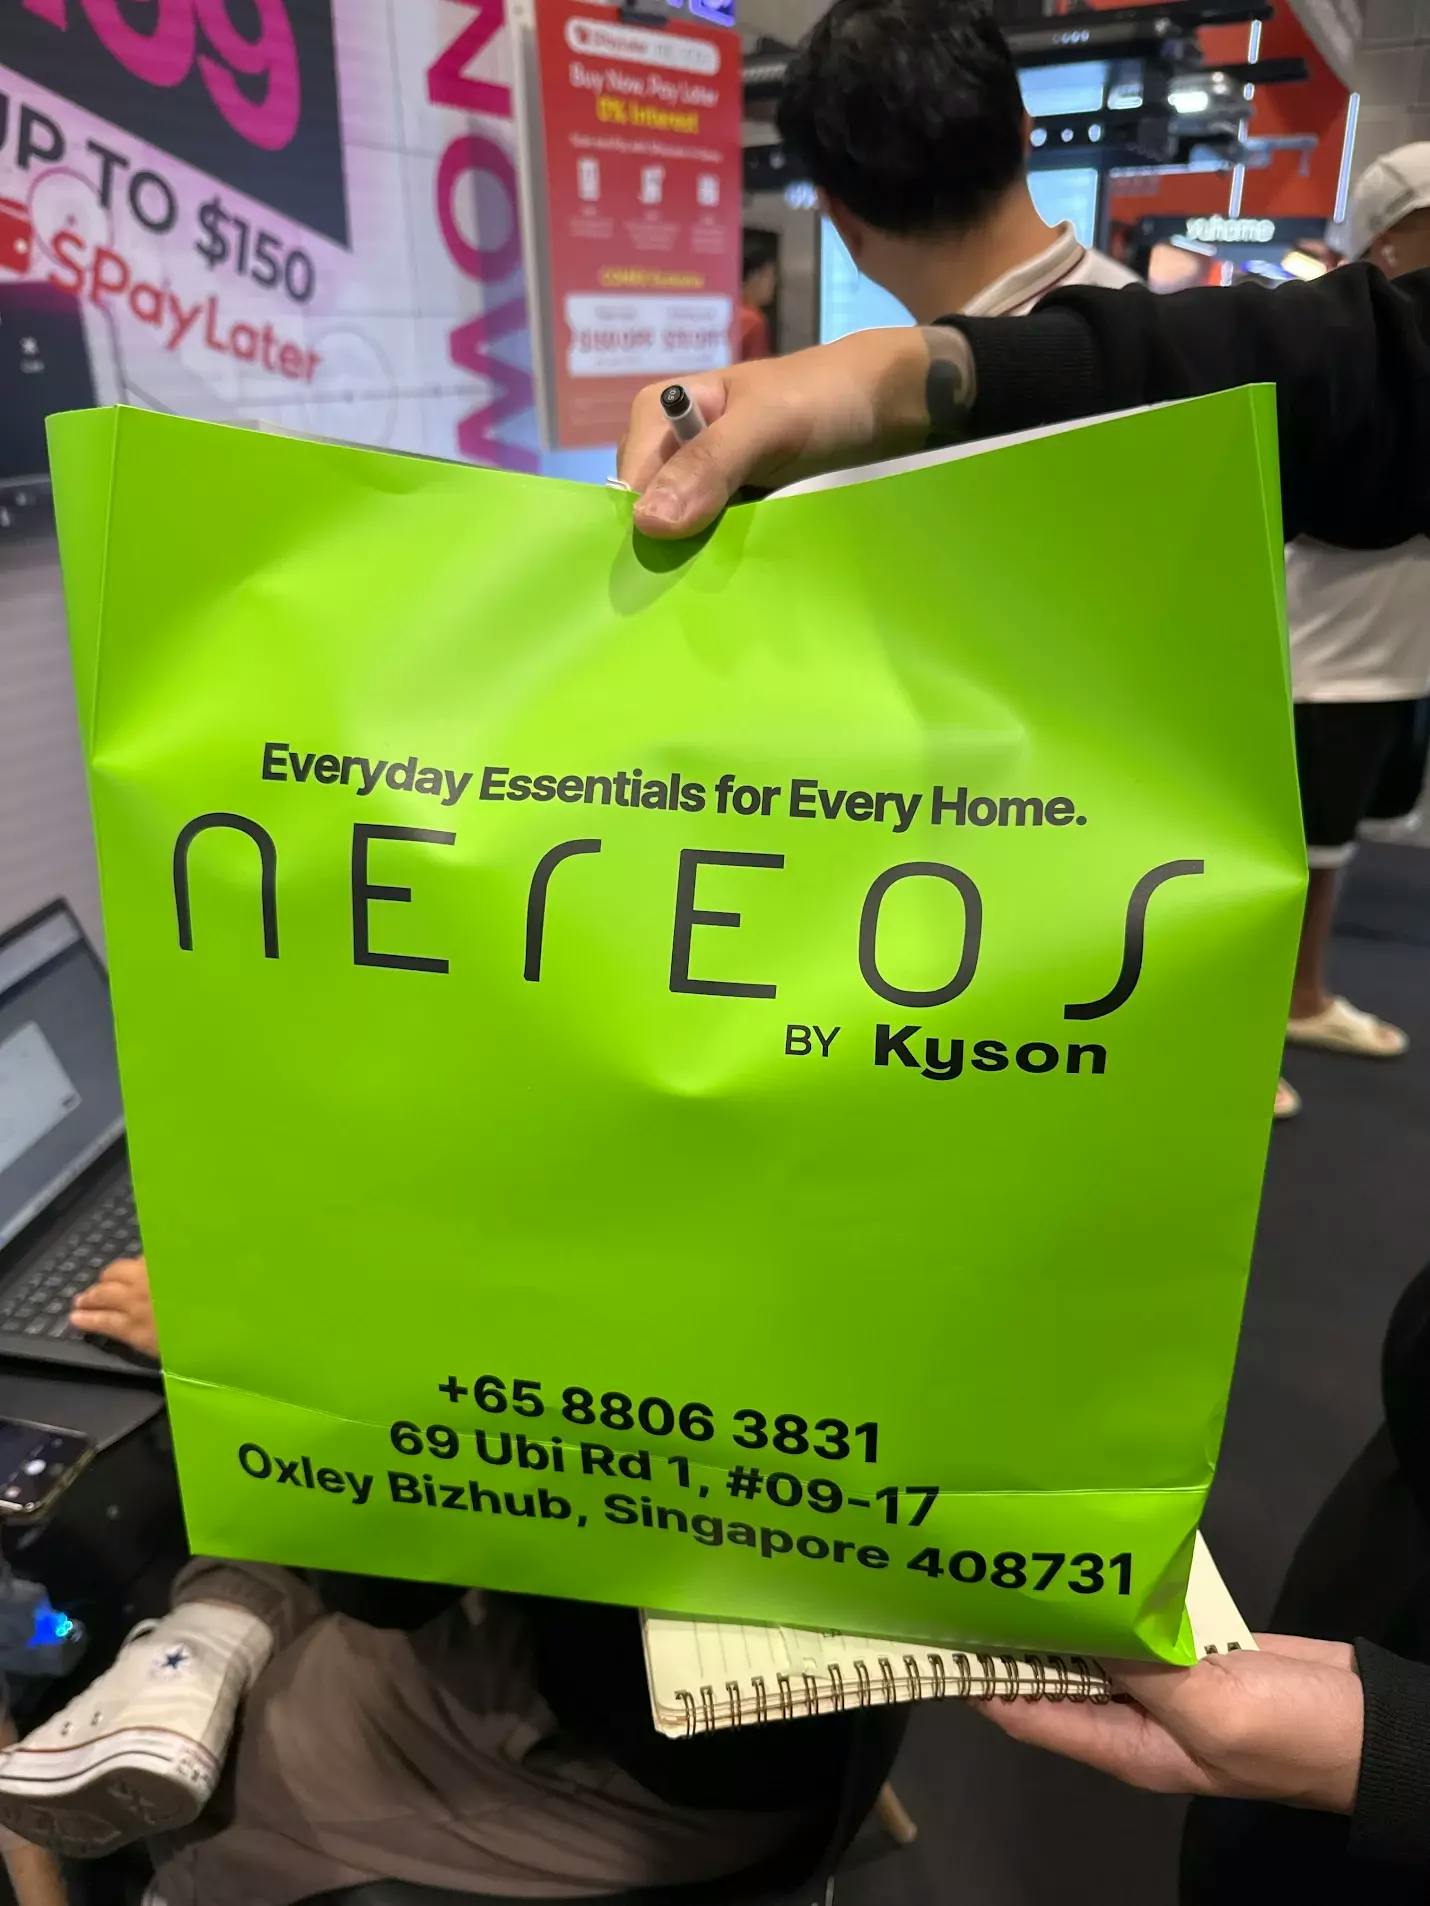 UP TO $150
SPayLater
Buy Now, Pay Later
0% Interest
Everyday Essentials for Every Home.
NEREOS
BY Kyson
+65 8806 3831
69 Ubi Rd 1, #09-17
Oxley Bizhub, Singapore 408731